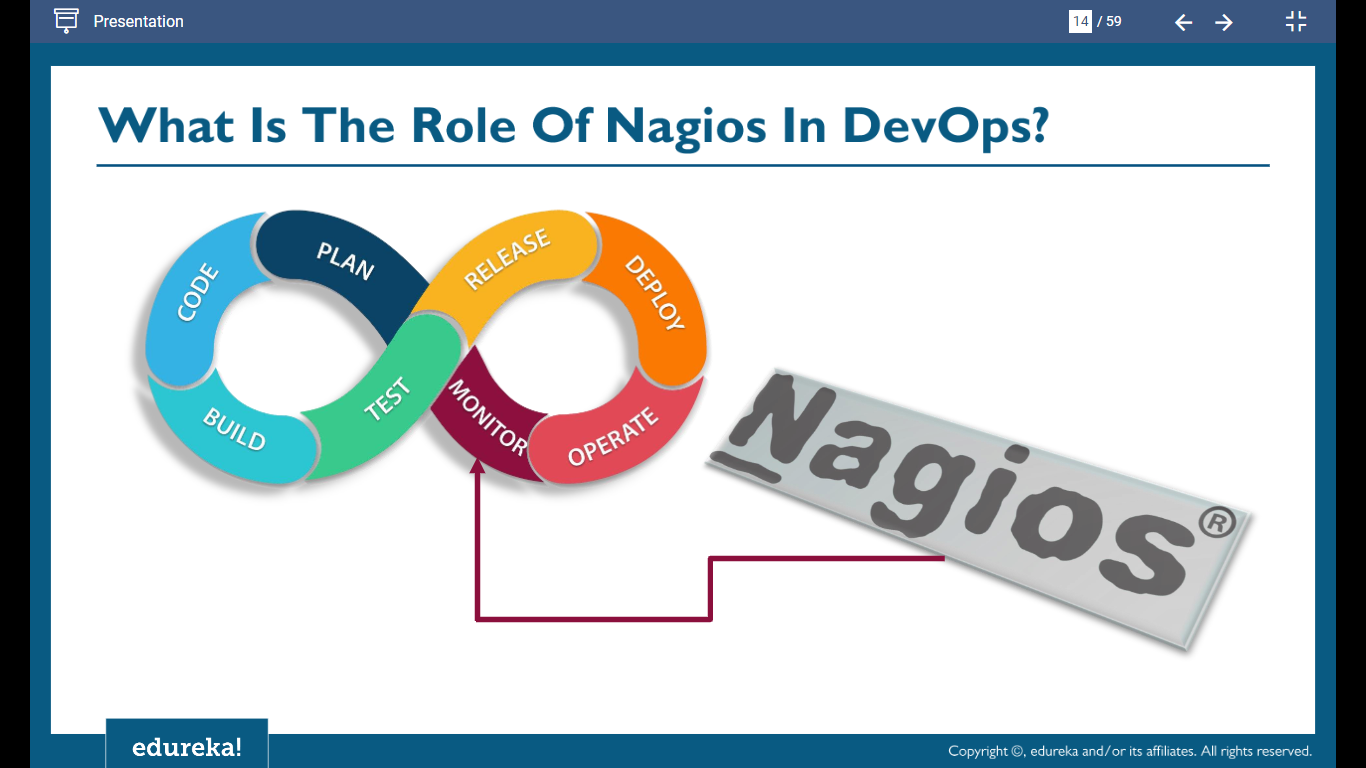 Presentation
14 / 59
What Is The Role Of Nagios In DevOps?
CODE
PLAN
RELEASE
DEPLOY
BUILD
TEST
MONITOR
OPERATE
Nagios®
edureka!
Copyright ©, edureka and/or its affiliates. All rights reserved.